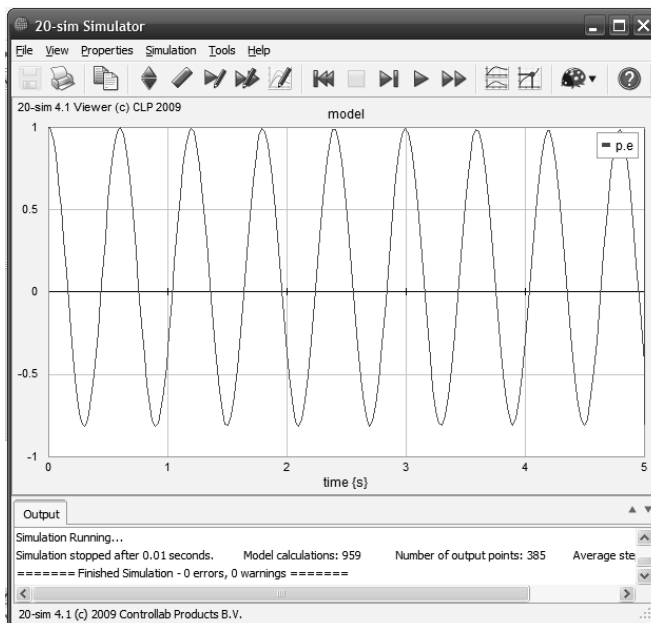 20-sim Simulator
File View Properties Simulation Tools Help
20-sim 4.1 Viewer (c) CLP 2009
model
p.e
1
0.5
0
-0.5
-1
0 1 2 3 4 5
time {s}
Output
Simulation Running...
Simulation stopped after 0.01 seconds. Model calculations: 959 Number of output points: 385 Average ste
======= Finished Simulation - 0 errors, 0 warnings =======
20-sim 4.1 (c) 2009 Controllab Products B.V.